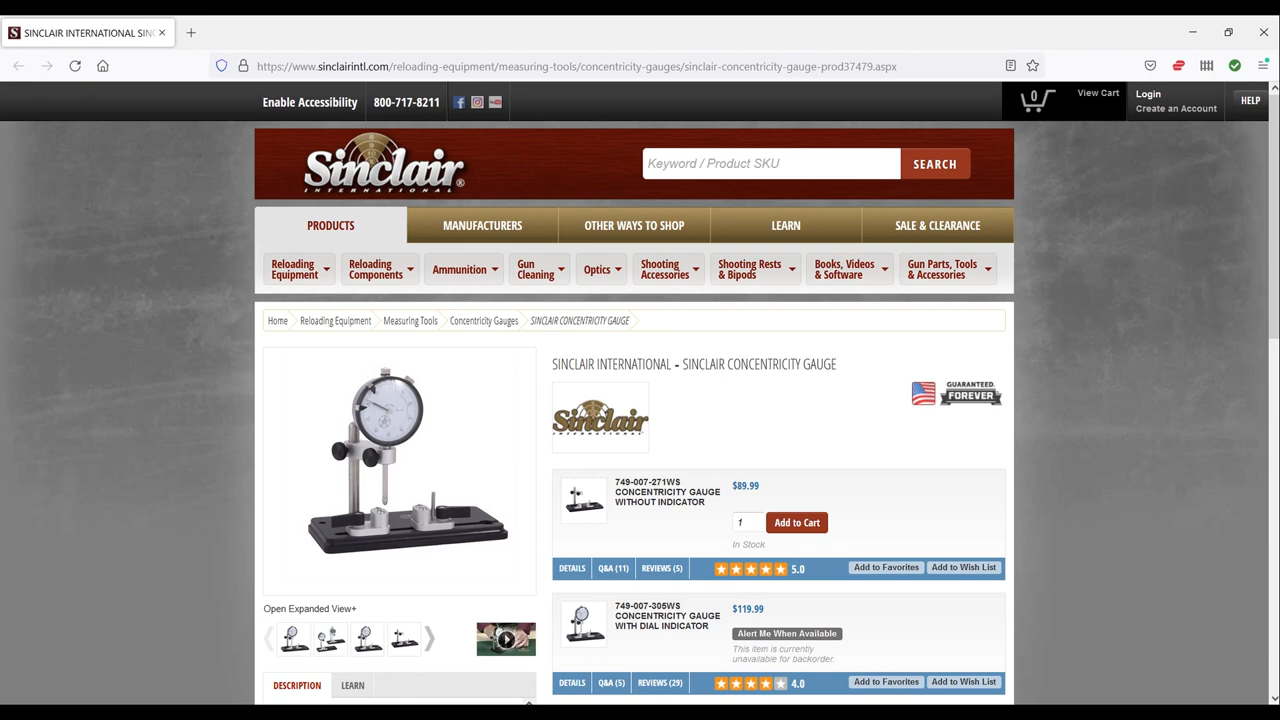 SINCLAIR INTERNATIONAL SINC
https://www.sinclairintl.com/reloading-equipment/measuring-tools/concentricity-gauges/sinclair-concentricity-gauge-prod37479.aspx
Enable Accessibility
800-717-8211
0
View Cart
Login
Create an Account
HELP
Sinclair
INTERNATIONAL®
Keyword / Product SKU
SEARCH
PRODUCTS
MANUFACTURERS
OTHER WAYS TO SHOP
LEARN
SALE & CLEARANCE
Reloading
Equipment
Reloading
Components
Ammunition
Gun
Cleaning
Optics
Shooting
Accessories
Shooting Rests
& Bipods
Books, Videos
& Software
Gun Parts, Tools
& Accessories
Home
Reloading Equipment
Measuring Tools
Concentricity Gauges
SINCLAIR CONCENTRICITY GAUGE
SINCLAIR INTERNATIONAL - SINCLAIR CONCENTRICITY GAUGE
GUARANTEED
FOREVER
Sinclair
INTERNATIONAL
749-007-271WS
CONCENTRICITY GAUGE
WITHOUT INDICATOR
$89.99
1
Add to Cart
In Stock
DETAILS
Q&A (11)
REVIEWS (5)
5.0
Add to Favorites
Add to Wish List
749-007-305WS
CONCENTRICITY GAUGE
WITH DIAL INDICATOR
$119.99
Alert Me When Available
This item is currently
unavailable for backorder.
DETAILS
Q&A (5)
REVIEWS (29)
4.0
Add to Favorites
Add to Wish List
Open Expanded View+
DESCRIPTION
LEARN